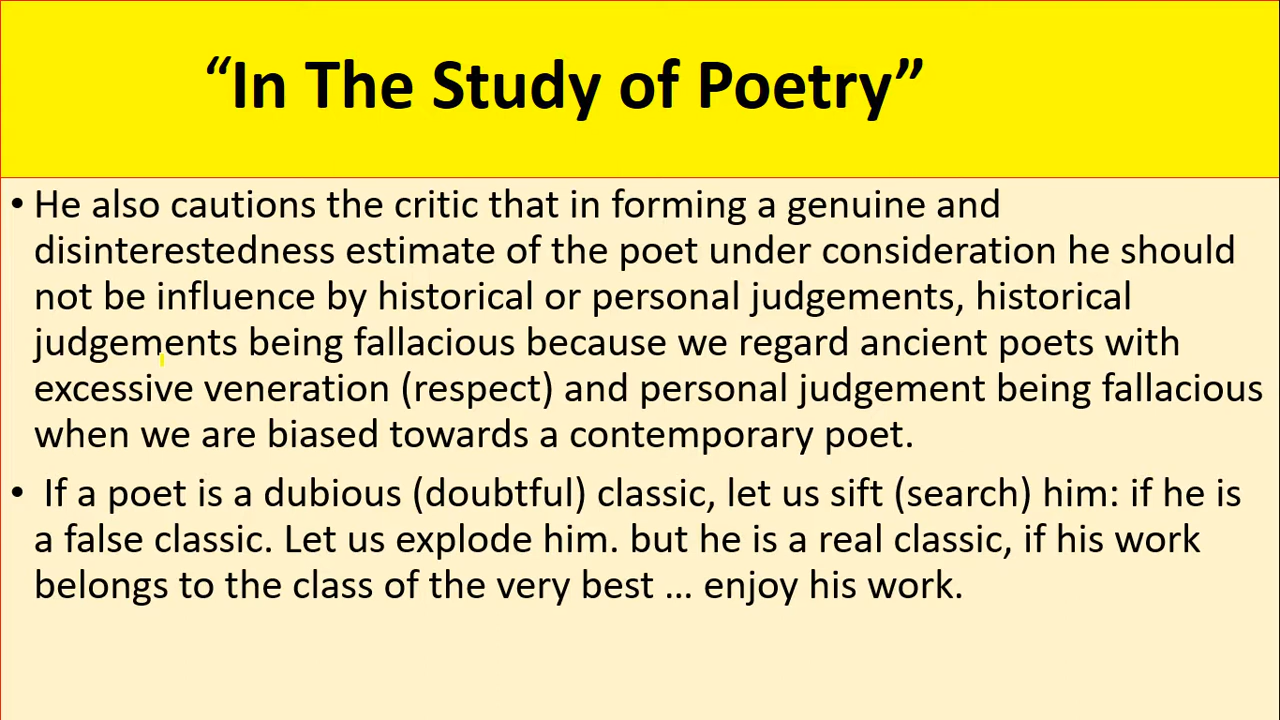 “In The Study of Poetry”
• He also cautions the critic that in forming a genuine and
disinterestedness estimate of the poet under consideration he should
not be influence by historical or personal judgements, historical
judgements being fallacious because we regard ancient poets with
excessive veneration (respect) and personal judgement being fallacious
when we are biased towards a contemporary poet.
• If a poet is a dubious (doubtful) classic, let us sift (search) him: if he is
a false classic. Let us explode him. but he is a real classic, if his work
belongs to the class of the very best ... enjoy his work.